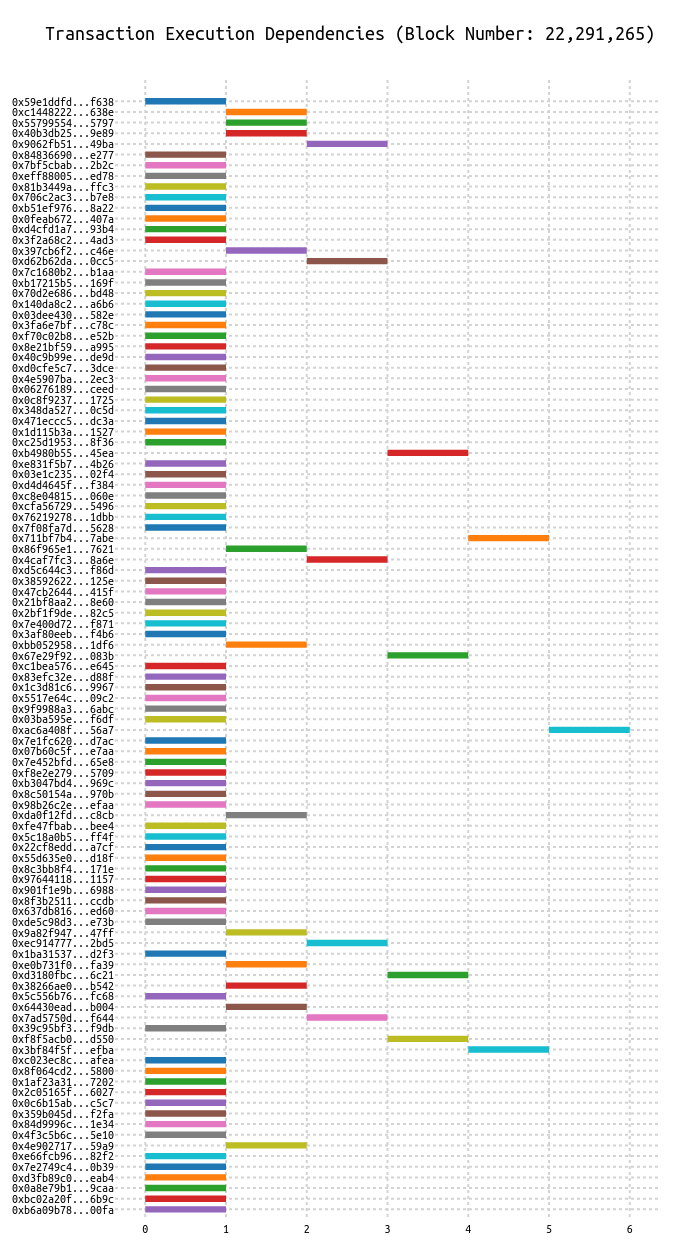 Transaction Execution Dependencies (Block Number: 22,291,265)
0x59e1ddfd...f638
0xc1448222...638e
0x55799554...5797
0x40b3db25...9e89
0x9062fb51...49ba
0x84836690...e277
0x7bf5cbab...2b2c
0xeff88005...ed78
0x81b3449a...ffc3
0x706c2ac3...b7e8
0xb51ef976...8a22
0x0feab672...407a
0xd4cfd1a7...93b4
0x3f2a68c2...4ad3
0x397cb6f2...c46e
0xd62b62da...0cc5
0x7c1680b2...b1aa
0xb17215b5...169f
0x70d2e686...bd48
0x140da8c2...a6b6
0x03dee430...582e
0x3fa6e7bf...c78c
0xf70c02b8...e52b
0x8e21bf59...a995
0x40c9b99e...de9d
0xd0cfe5c7...3dce
0x4e5907ba...2ec3
0x06276189...ceed
0x0c8f9237...1725
0x348da527...0c5d
0x471eccc5...dc3a
0x1d115b3a...1527
0xc25d1953...8f36
0xb4980b55...45ea
0xe831f5b7...4b26
0x03e1c235...02f4
0xd4d4645f...f384
0xc8e04815...060e
0xcfa56729...5496
0x76219278...1dbb
0x7f08fa7d...5628
0x711bf7b4...7abe
0x86f965e1...7621
0x4caf7fc3...8a6e
0xd5c644c3...f86d
0x38592622...125e
0x47cb2644...415f
0x21bf8aa2...8e60
0x2bf1f9de...82c5
0x7e400d72...f871
0x3af80eeb...f4b6
0xbb052958...1df6
0x67e29f92...083b
0xc1bea576...e645
0x83efc32e...d88f
0x1c3d81c6...9967
0x5517e64c...09c2
0x9f9988a3...6abc
0x03ba595e...f6df
0xac6a408f...56a7
0x7e1fc620...d7ac
0x07b60c5f...e7aa
0x7e452bfd...65e8
0xf8e2e279...5709
0xb3047bd4...969c
0x8c50154a...970b
0x98b26c2e...efaa
0xda0f12fd...c8cb
0xfe47fbab...bee4
0x5c18a0b5...ff4f
0x22cf8edd...a7cf
0x55d635e0...d18f
0x8c3bb8f4...171e
0x97644118...1157
0x901f1e9b...6988
0x8f3b2511...ccdb
0x637db816...ed60
0xde5c98d3...e73b
0x9a82f947...47ff
0xec914777...2bd5
0x1ba31537...d2f3
0xe0b731f0...fa39
0xd3180fbc...6c21
0x38266ae0...b542
0x5c556b76...fc68
0x64430ead...b004
0x7ad5750d...f644
0x39c95bf3...f9db
0xf8f5acb0...d550
0x3bf84f5f...efba
0xc023ec8c...afea
0x8f064cd2...5800
0x1af23a31...7202
0x2c05165f...6027
0x0c6b15ab...c5c7
0x359b045d...f2fa
0x84d9996c...1e34
0x4f3c5b6c...5e10
0x4e902717...59a9
0xe66fcb96...82f2
0x7e2749c4...0b39
0xd3fb89c0...eab4
0x0a8e79b1...9caa
0xbc02a20f...6b9c
0xb6a09b78...00fa
0 1 2 3 4 5 6